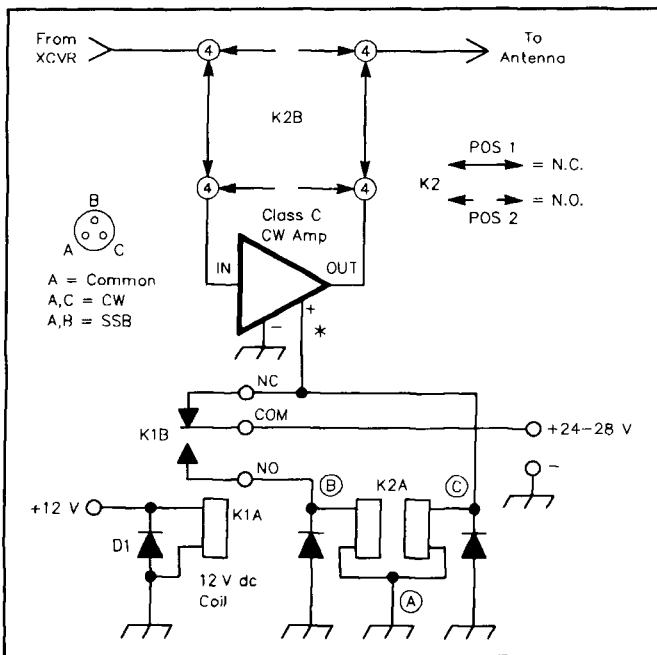 From
XCVR
4
4
To
Antenna
K2B
POS 1
K2
= N.C.
= N.O.
POS 2
4
4
B
A
C
Class C
CW Amp
IN
OUT
A = Common
A,C = CW
A,B = SSB
+
-
*
NC
COM
K1B
+24-28 V
NO
-
B
K2A
C
+12 V
K1A
D1
12 V dc
Coil
A